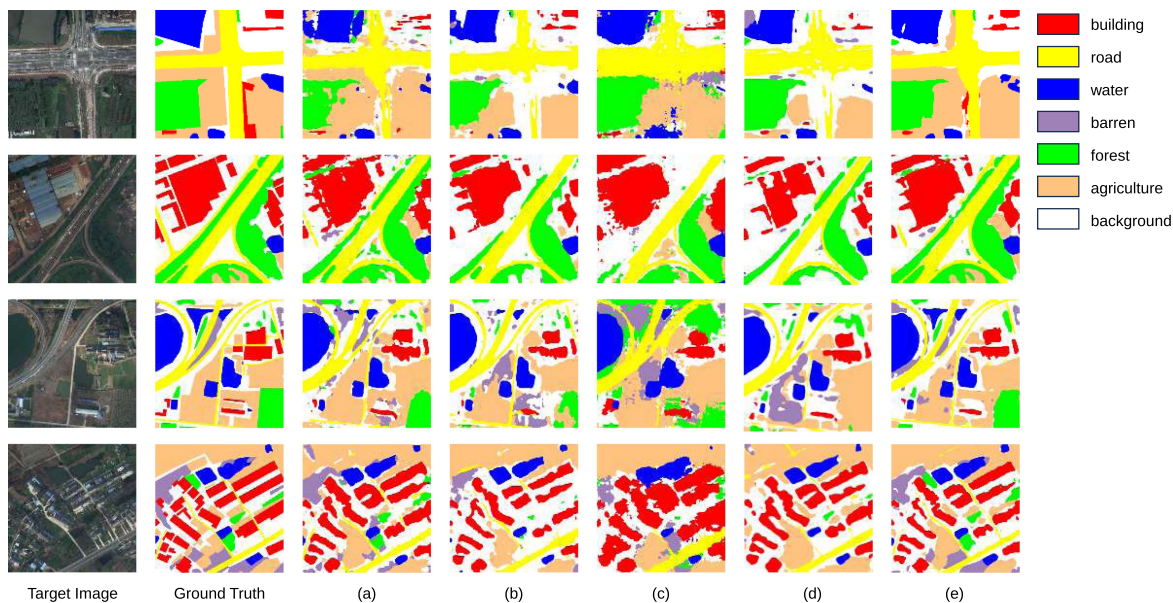 building
road
water
barren
forest
agriculture
background
Target Image
Ground Truth
(a)
(b)
(c)
(d)
(e)